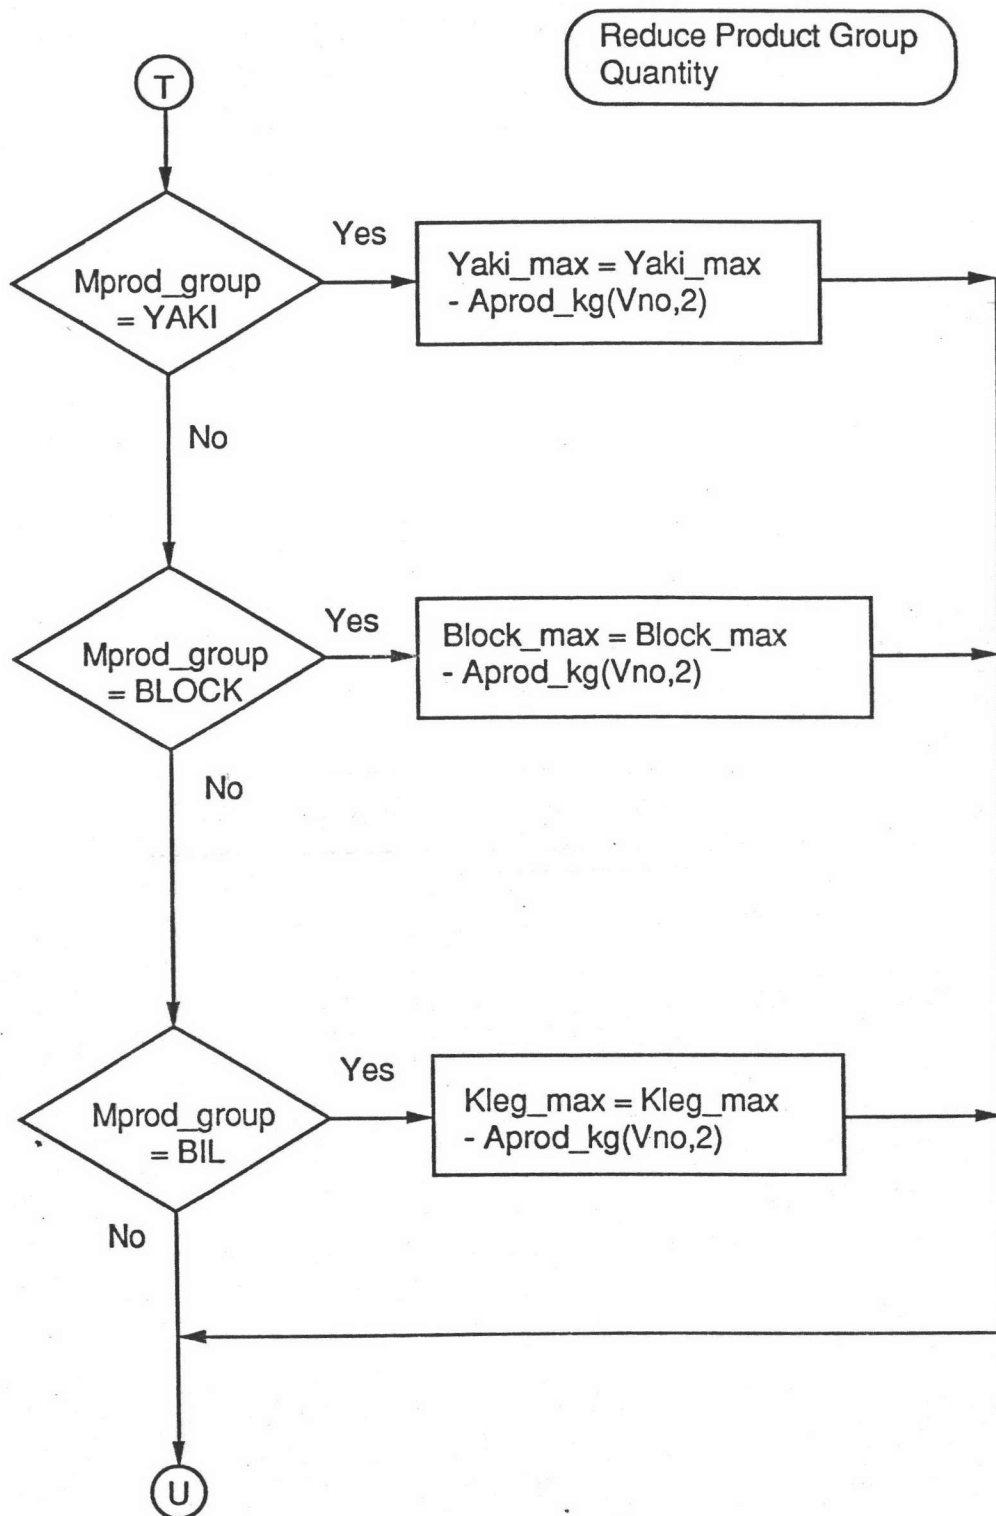 Reduce Product Group
Quantity
T
Mprod_group
= YAKI
Yes
Yaki_max = Yaki_max
- Aprod_kg(Vno,2)
No
Mprod_group
= BLOCK
Yes
Block_max = Block_max
- Aprod_kg(Vno,2)
No
Mprod_group
= BIL
Yes
Kleg_max = Kleg_max
- Aprod_kg(Vno,2)
No
U